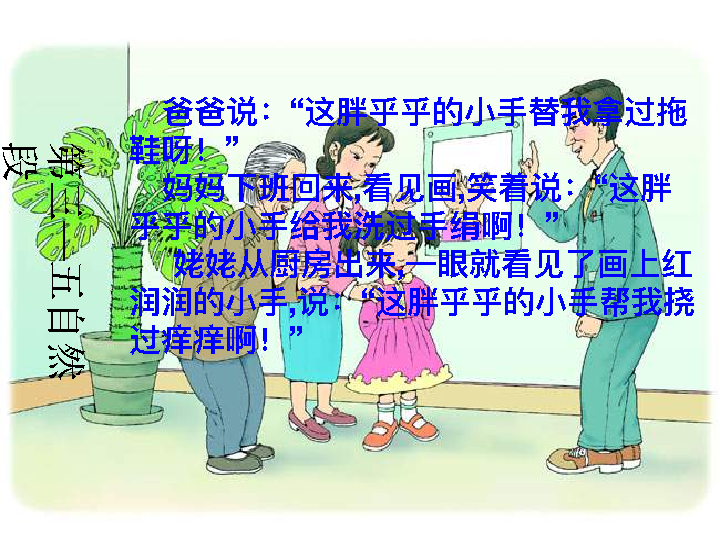 第三—五自然
段
爸爸说：“这胖乎乎的小手替我拿过拖
鞋呀！”
妈妈下班回来,看见画,笑着说：“这胖
乎乎的小手给我洗过手绢啊！”
“姥姥从厨房出来,一眼就看见了画上红
润润的小手,说：“这胖乎乎的小手帮我挠
过痒痒啊！”